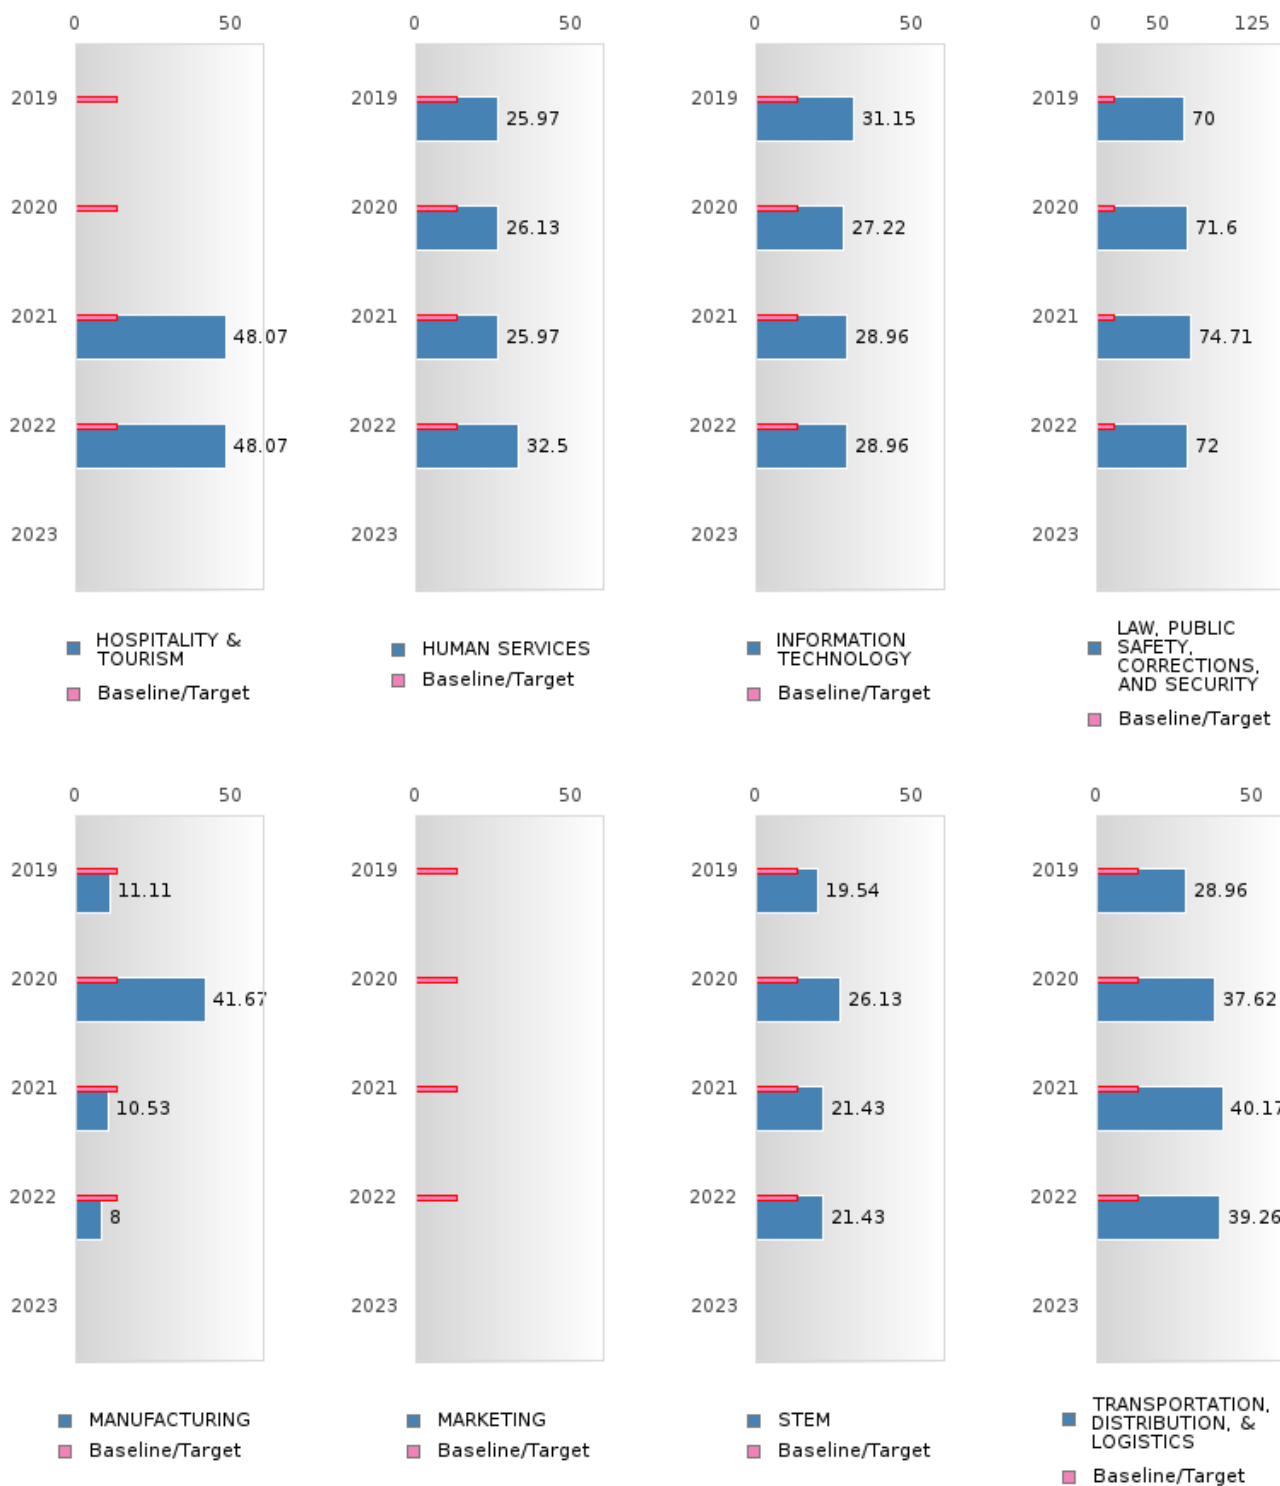 0 50
2019
2020
2021 48.07
2022 48.07
2023
HOSPITALITY &
TOURISM
Baseline/Target
0 50
2019 25.97
2020 26.13
2021 25.97
2022 32.5
2023
HUMAN SERVICES
Baseline/Target
0 50
2019 31.15
2020 27.22
2021 28.96
2022 28.96
2023
INFORMATION
TECHNOLOGY
Baseline/Target
0 50 125
2019 70
2020 71.6
2021 74.71
2022 72
2023
LAW, PUBLIC
SAFETY,
CORRECTIONS,
AND SECURITY
Baseline/Target
0 50
2019 11.11
2020 41.67
2021 10.53
2022 8
2023
MANUFACTURING
Baseline/Target
0 50
2019
2020
2021
2022
2023
MARKETING
Baseline/Target
0 50
2019 19.54
2020 26.13
2021 21.43
2022 21.43
2023
STEM
Baseline/Target
0 50
2019 28.96
2020 37.62
2021 40.17
2022 39.26
2023
TRANSPORTATION,
DISTRIBUTION, &
LOGISTICS
Baseline/Target